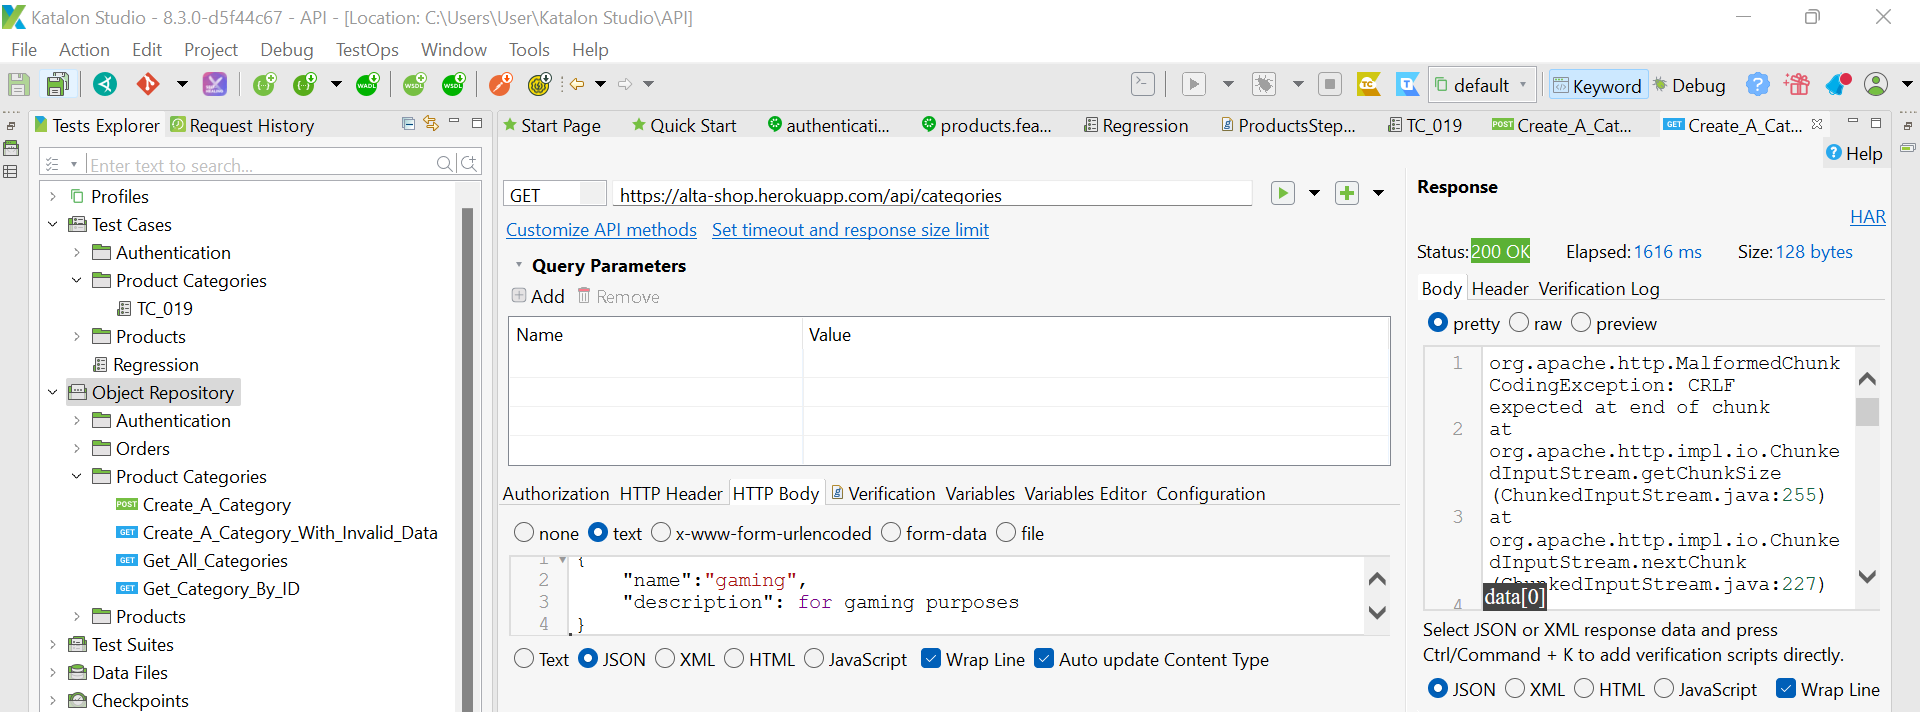 Katalon Studio - 8.3.0-d5f44c67 - API - [Location: C:\Users\User\Katalon Studio\API]
File Action Edit Project Debug TestOps Window Tools Help
default Keyword Debug
Tests Explorer Request History
Start Page Quick Start authenticati... products.fea... Regression ProductsStep... TC_019 POST Create_A_Cat... GET Create_A_Cat...
Help
Enter text to search...
Profiles
Test Cases
Authentication
Product Categories
TC_019
Products
Regression
Object Repository
Authentication
Orders
Product Categories
POST Create_A_Category
GET Create_A_Category_With_Invalid_Data
GET Get_All_Categories
GET Get_Category_By_ID
Products
Test Suites
Data Files
Checkpoints
GET https://alta-shop.herokuapp.com/api/categories
Customize API methods Set timeout and response size limit
Query Parameters
Add Remove
Name Value
Authorization HTTP Header HTTP Body Verification Variables Variables Editor Configuration
none text x-www-form-urlencoded form-data file
1 {
2 "name":"gaming",
3 "description": for gaming purposes
4 }
Text JSON XML HTML JavaScript Wrap Line Auto update Content Type
Response
HAR
Status: 200 OK Elapsed: 1616 ms Size: 128 bytes
Body Header Verification Log
pretty raw preview
1 org.apache.http.MalformedChunk
CodingException: CRLF
expected at end of chunk
2 at
org.apache.http.impl.io.Chunke
dInputStream.getChunkSize
(ChunkedInputStream.java:255)
3 at
org.apache.http.impl.io.Chunke
dInputStream.nextChunk
(ChunkedInputStream.java:227)
4
data[0]
Select JSON or XML response data and press
Ctrl/Command + K to add verification scripts directly.
JSON XML HTML JavaScript Wrap Line